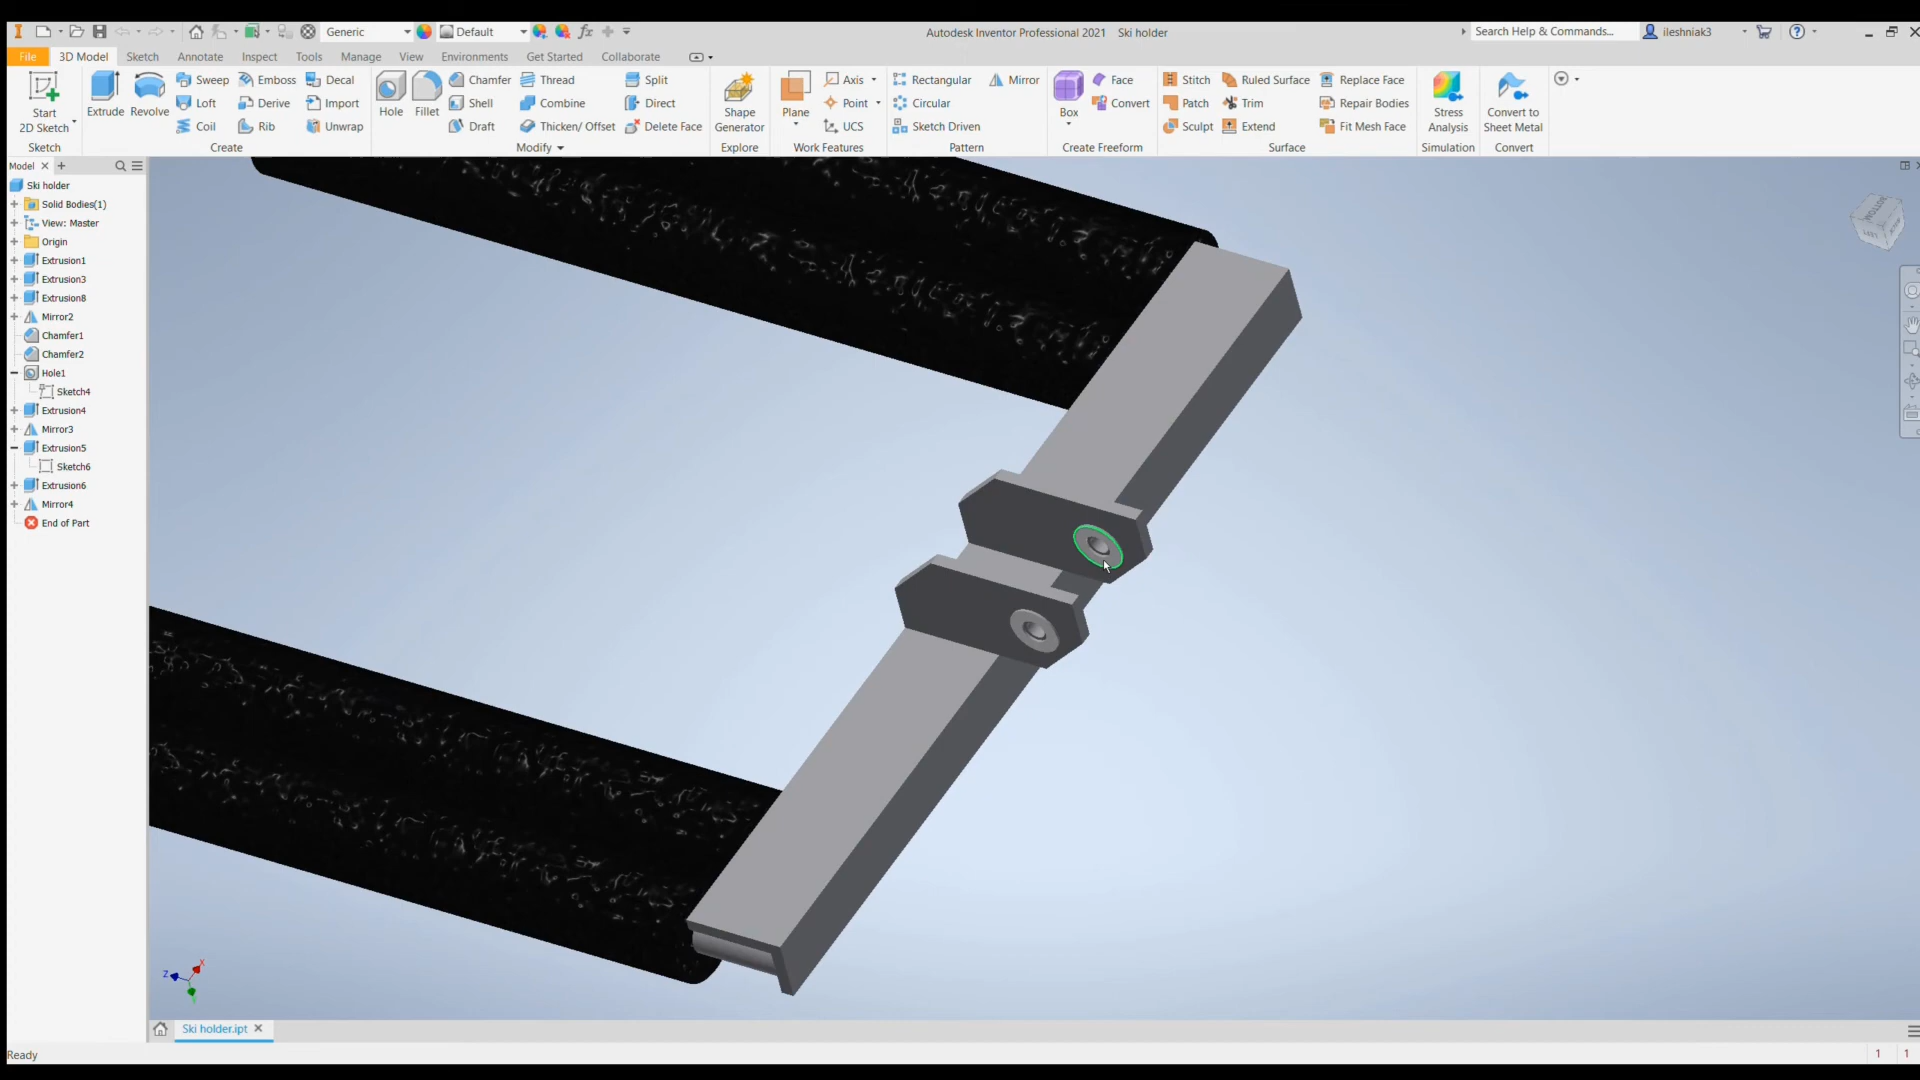 Generic
Default
fx
Autodesk Inventor Professional 2021 Ski holder
Search Help & Commands...
ileshniak3
File 3D Model Sketch Annotate Inspect Tools Manage View Environments Get Started Collaborate
Start
2D Sketch
Sketch
Extrude
Revolve
Sweep
Loft
Coil
Emboss
Derive
Rib
Decal
Import
Unwrap
Create
Hole
Fillet
Chamfer
Shell
Draft
Thread
Combine
Thicken/ Offset
Split
Direct
Delete Face
Modify
Shape
Generator
Explore
Plane
Axis
Point
UCS
Work Features
Rectangular
Circular
Sketch Driven
Mirror
Pattern
Box
Face
Convert
Create Freeform
Stitch
Patch
Sculpt
Ruled Surface
Trim
Extend
Replace Face
Repair Bodies
Fit Mesh Face
Surface
Stress
Analysis
Simulation
Convert to
Sheet Metal
Convert
Model
Ski holder
Solid Bodies(1)
View: Master
Origin
Extrusion1
Extrusion3
Extrusion8
Mirror2
Chamfer1
Chamfer2
Hole1
Sketch4
Extrusion4
Mirror3
Extrusion5
Sketch6
Extrusion6
Mirror4
End of Part
BOTTOM
LEFT
Z
X
Y
Ski holder.ipt
Ready
1 1